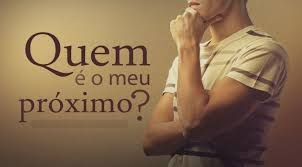 Quem
é o meu
próximo?